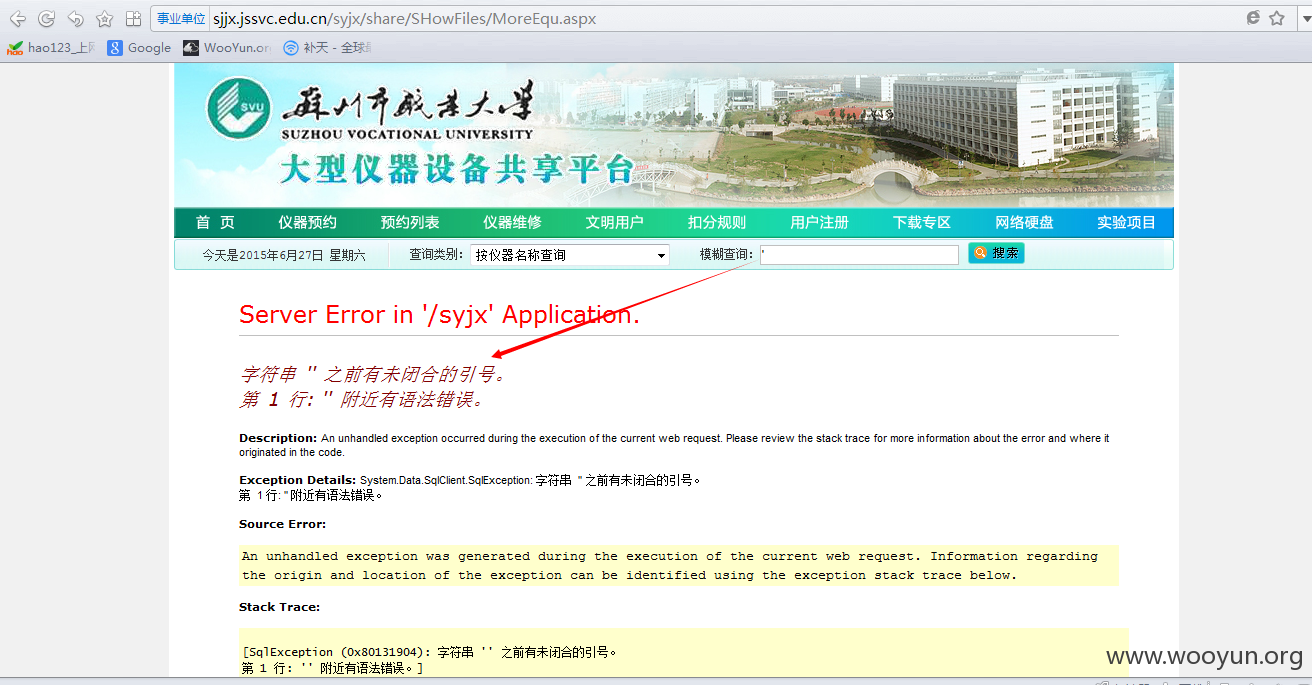 事业单位 sjjx.jssvc.edu.cn/syjx/share/SHowFiles/MoreEqu.aspx
hao123_上网 Google WooYun.or 补天 - 全球
SVU 苏州市职业大学
SUZHOU VOCATIONAL UNIVERSITY
大型仪器设备共享平台
首 页 仪器预约 预约列表 仪器维修 文明用户 扣分规则 用户注册 下载专区 网络硬盘 实验项目
今天是2015年6月27日 星期六 查询类别: 按仪器名称查询 模糊查询: ' 搜索
Server Error in '/syjx' Application.
字符串 '' 之前有未闭合的引号。
第 1 行: '' 附近有语法错误。
Description: An unhandled exception occurred during the execution of the current web request. Please review the stack trace for more information about the error and where it
originated in the code.
Exception Details: System.Data.SqlClient.SqlException: 字符串 '' 之前有未闭合的引号。
第 1 行: '' 附近有语法错误。
Source Error:
An unhandled exception was generated during the execution of the current web request. Information regarding
the origin and location of the exception can be identified using the exception stack trace below.
Stack Trace:
[SqlException (0x80131904): 字符串 '' 之前有未闭合的引号。
第 1 行: '' 附近有语法错误。]
www.wooyun.org